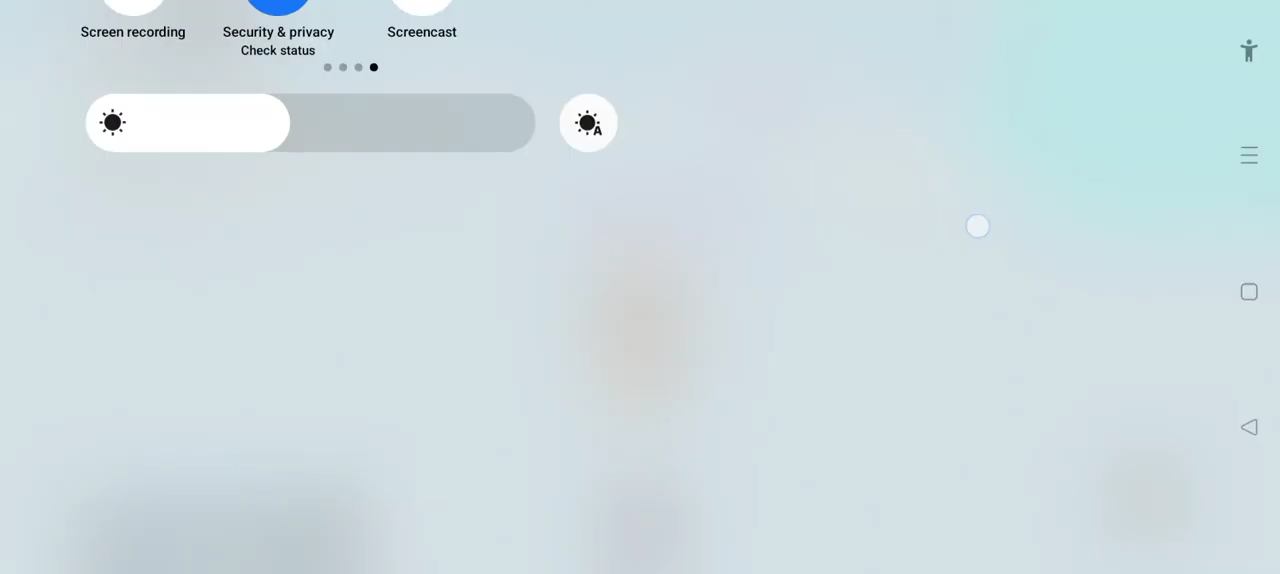 Screen recording
Security & privacy
Screencast
Check status
A